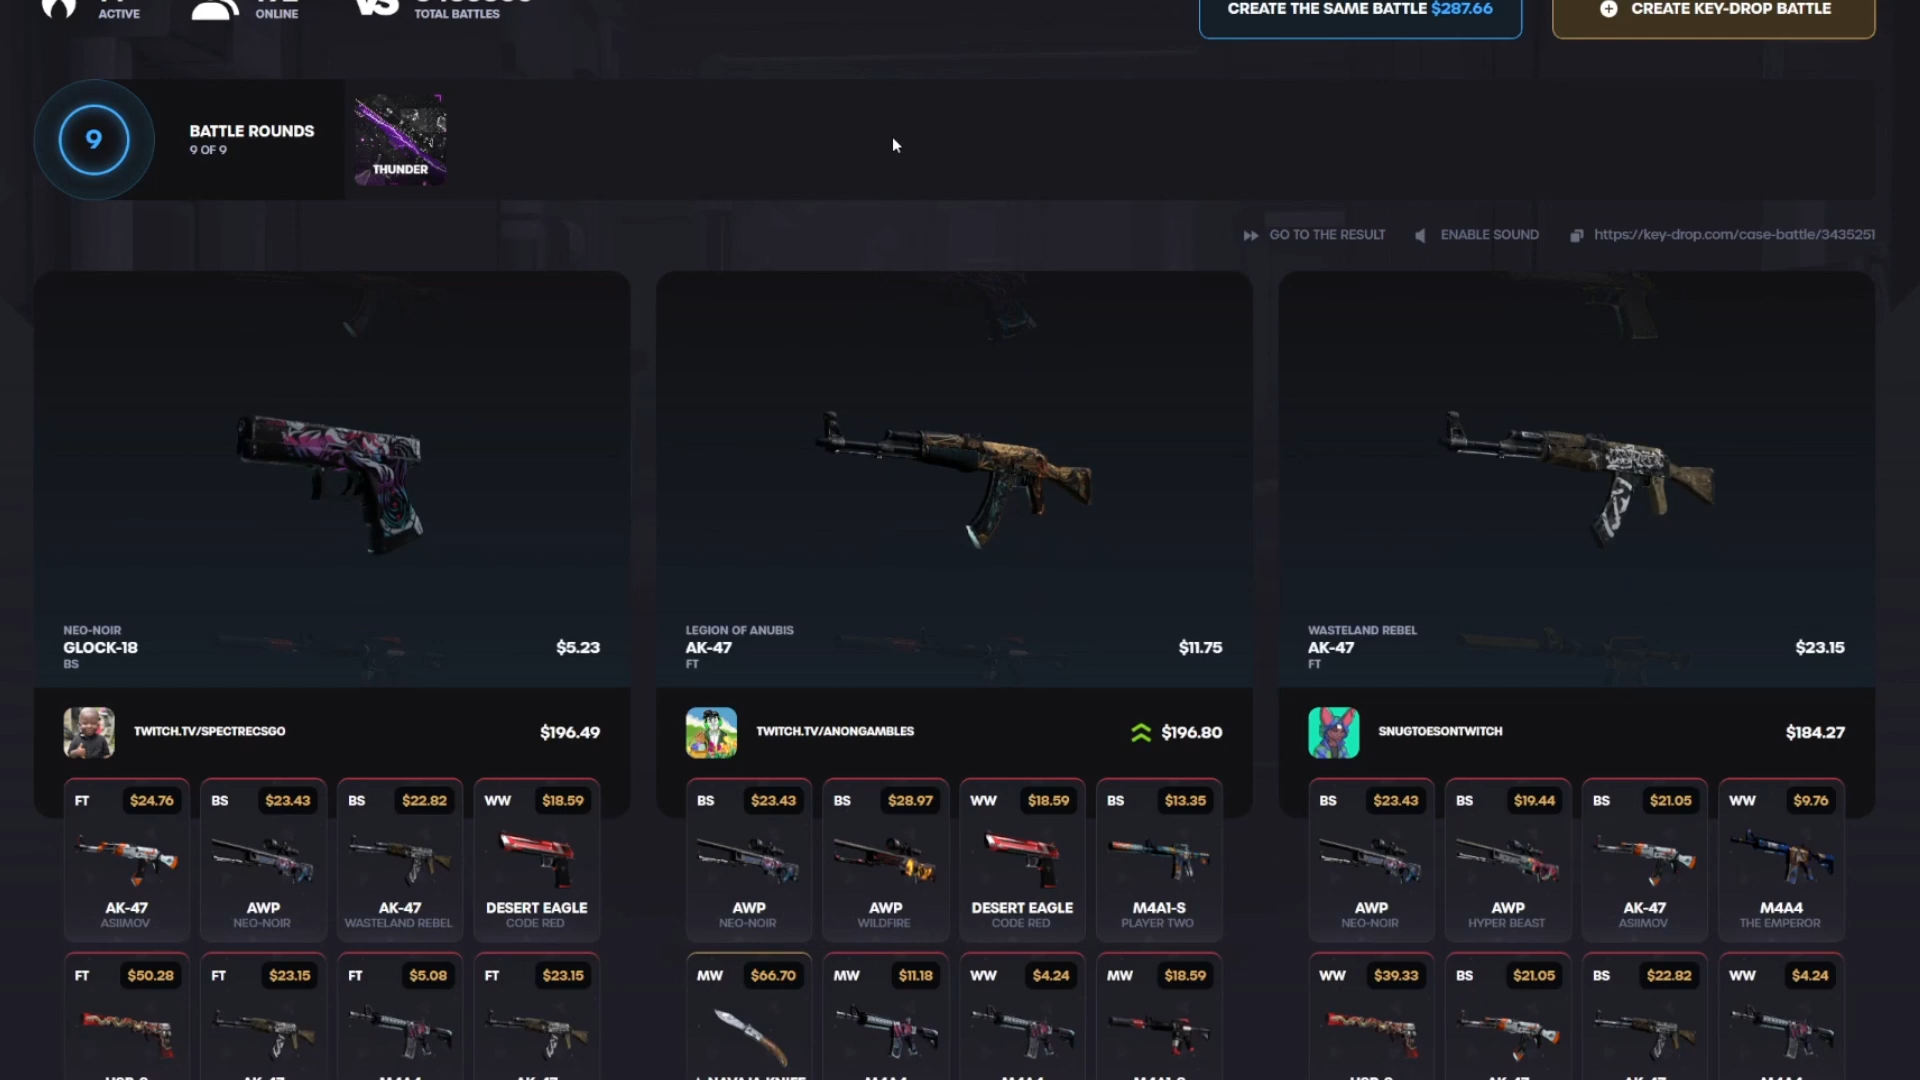 ACTIVE
ONLINE
VS
TOTAL BATTLES
CREATE THE SAME BATTLE $287.66
CREATE KEY-DROP BATTLE
9
BATTLE ROUNDS
9 OF 9
THUNDER
GO TO THE RESULT
ENABLE SOUND
https://key-drop.com/case-battle/3435251
NEO-NOIR
GLOCK-18
BS
$5.23
LEGION OF ANUBIS
AK-47
FT
$11.75
WASTELAND REBEL
AK-47
FT
$23.15
TWITCH.TV/SPECTRECSGO
$196.49
TWITCH.TV/ANONGAMBLES
$196.80
SNUGTOESONTWITCH
$184.27
FT $24.76
AK-47
ASIIMOV
BS $23.43
AWP
NEO-NOIR
BS $22.82
AK-47
WASTELAND REBEL
WW $18.59
DESERT EAGLE
CODE RED
BS $23.43
AWP
NEO-NOIR
BS $28.97
AWP
WILDFIRE
WW $18.59
DESERT EAGLE
CODE RED
BS $13.35
M4A1-S
PLAYER TWO
BS $23.43
AWP
NEO-NOIR
BS $19.44
AWP
HYPER BEAST
BS $21.05
AK-47
ASIIMOV
WW $9.76
M4A4
THE EMPEROR
FT $50.28
FT $23.15
FT $5.08
FT $23.15
MW $66.70
MW $11.18
WW $4.24
MW $18.59
WW $39.33
BS $21.05
BS $22.82
WW $4.24